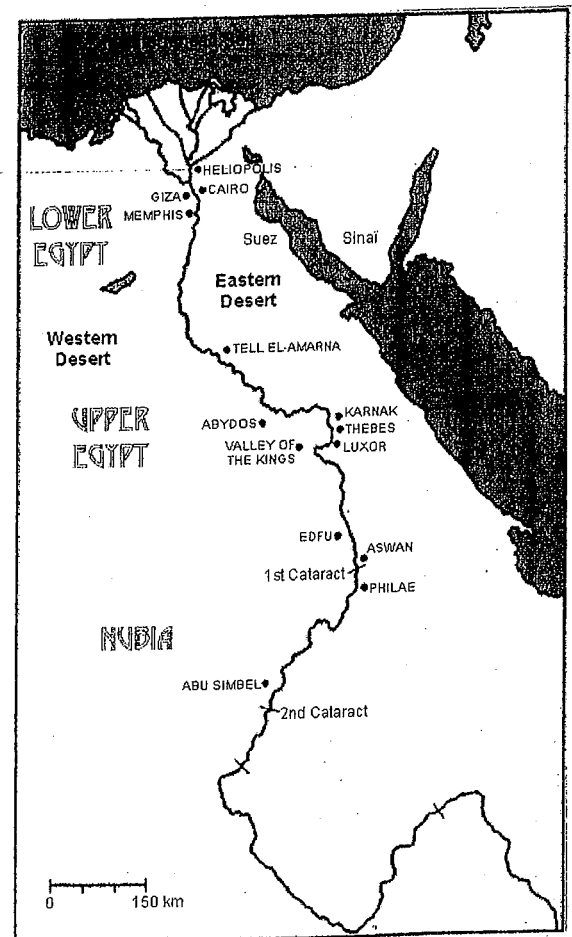 HELIOPOLIS
CAIRO
GIZA
MEMPHIS
LOWER
EGYPT
Suez
Sinaï
Eastern
Desert
Western
Desert
TELL EL-AMARNA
UPPER
EGYPT
ABYDOS
KARNAK
THEBES
LUXOR
VALLEY OF
THE KINGS
EDFU
ASWAN
1st Cataract
PHILAE
NUBIA
ABU SIMBEL
2nd Cataract
0 150 km